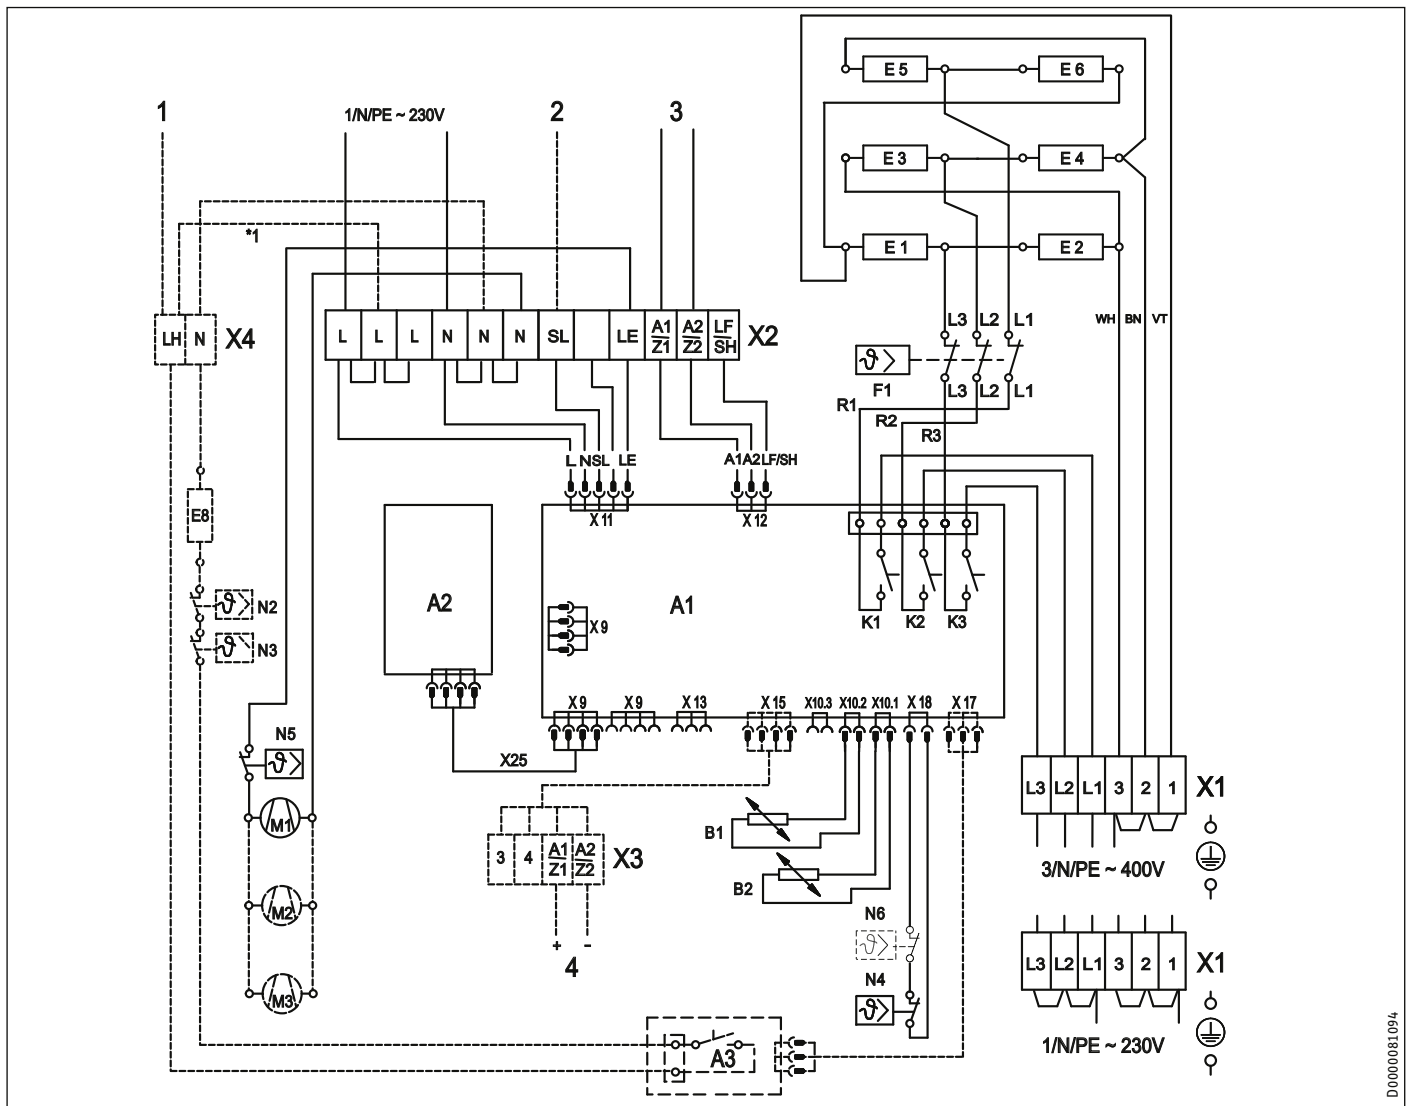 E 5
E 6
1
1/N/PE ~ 230V
2
3
E 3
E 4
*1
E 1
E 2
L3 L2 L1
WH BN VT
LH N X4
L L L N N N SL LE A1/Z1 A2/Z2 LF/SH X2
ϑ>
F1
L3 L2 L1
R1
R2
R3
L N SL LE
A1 A2 LF/SH
X 11
X 12
E8
A2
A1
ϑ> N2
X 9
K1 K2 K3
ϑ> N3
X 9 X 9 X 13 X 15 X10.3 X10.2 X10.1 X 18 X 17
N5
ϑ>
X25
L3 L2 L1 3 2 1 X1
M1
B1
3 4 A1/Z1 A2/Z2 X3
3/N/PE ~ 400V
B2
M2
N6
ϑ>
+ –
4
L3 L2 L1 3 2 1 X1
N4
M3
ϑ>
1/N/PE ~ 230V
A3
D0000081094